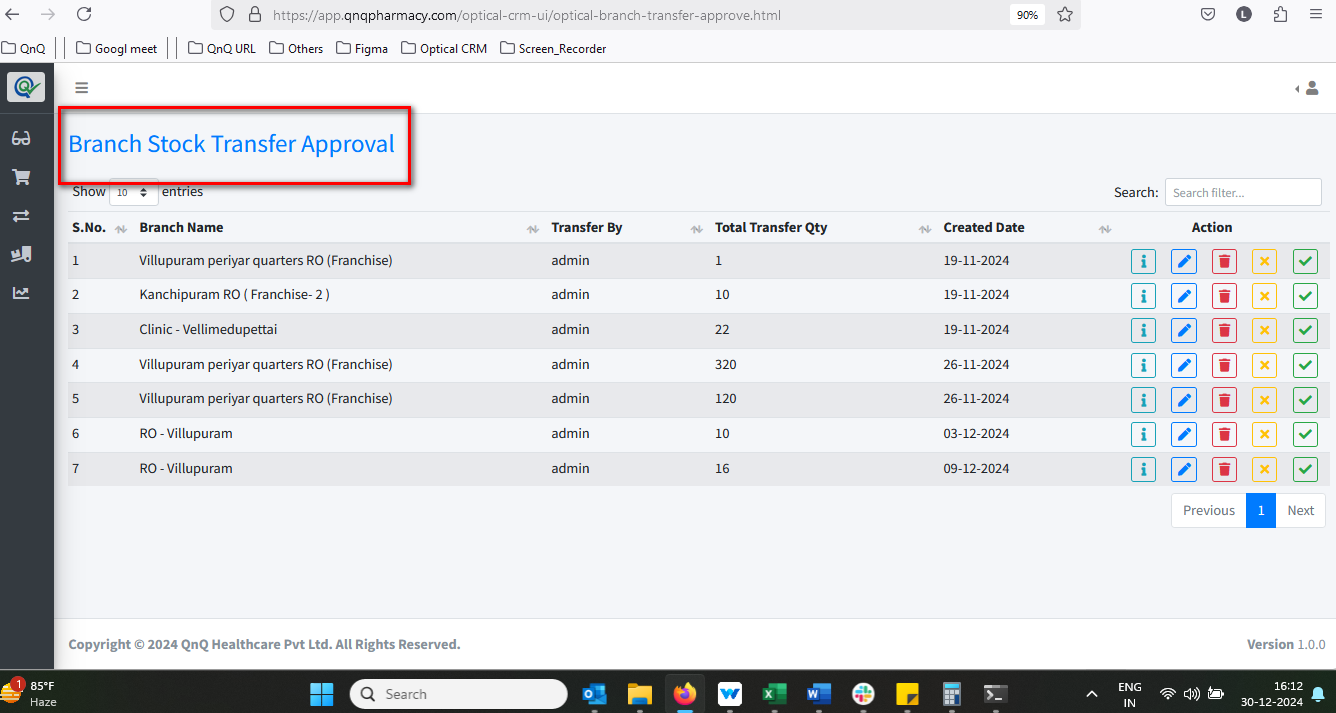 https://app.qnqpharmacy.com/optical-crm-ui/optical-branch-transfer-approve.html
90%
L
QnQ
Googl meet
QnQ URL
Others
Figma
Optical CRM
Screen_Recorder
Branch Stock Transfer Approval
Show 10 entries
Search: Search filter...
S.No. Branch Name Transfer By Total Transfer Qty Created Date Action
1 Villupuram periyar quarters RO (Franchise) admin 1 19-11-2024
2 Kanchipuram RO ( Franchise- 2 ) admin 10 19-11-2024
3 Clinic - Vellimedupettai admin 22 19-11-2024
4 Villupuram periyar quarters RO (Franchise) admin 320 26-11-2024
5 Villupuram periyar quarters RO (Franchise) admin 120 26-11-2024
6 RO - Villupuram admin 10 03-12-2024
7 RO - Villupuram admin 16 09-12-2024
Previous 1 Next
Copyright © 2024 QnQ Healthcare Pvt Ltd. All Rights Reserved.
Version 1.0.0
1
85°F
Haze
Search
ENG
IN
16:12
30-12-2024